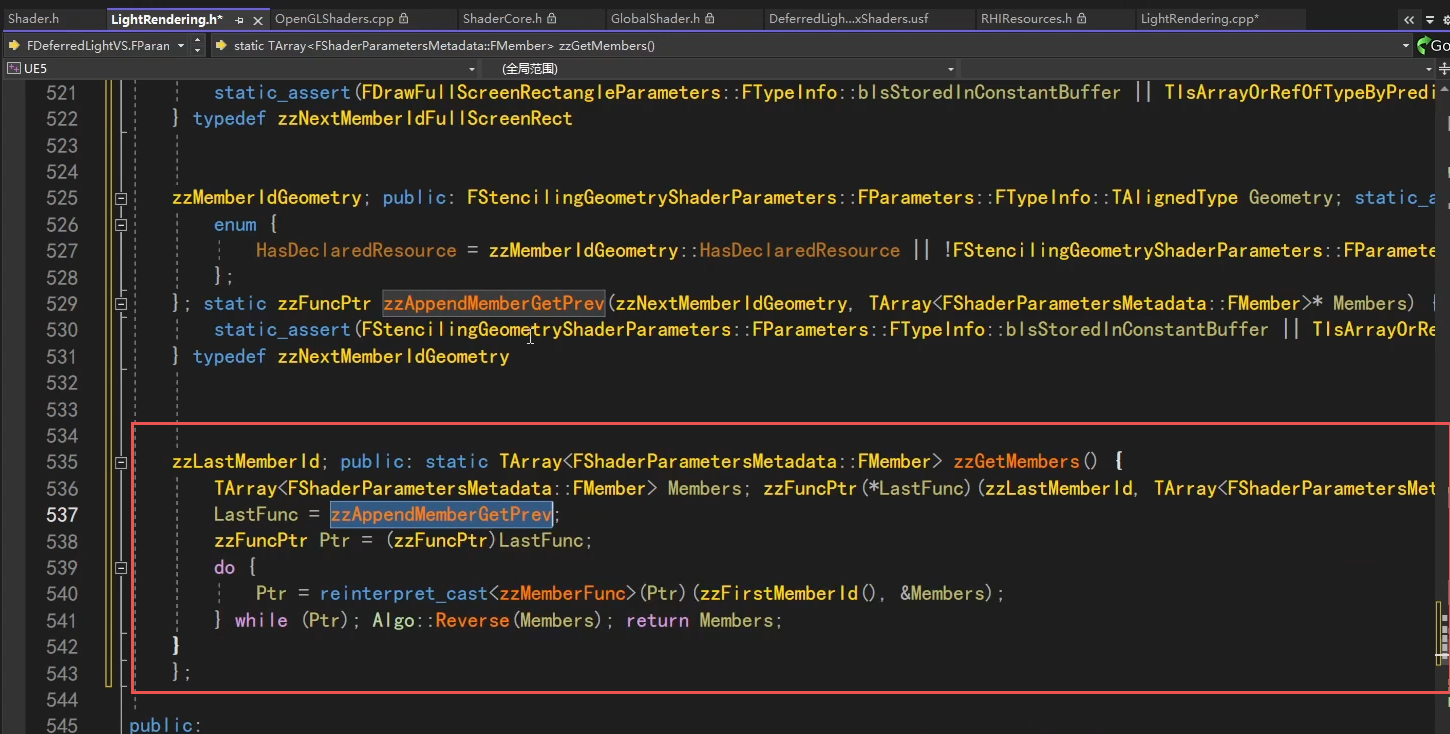 Shader.h LightRendering.h* OpenGLShaders.cpp ShaderCore.h GlobalShader.h DeferredLigh...xShaders.usf RHIResources.h LightRendering.cpp*
FDeferredLightVS.FParan static TArray<FShaderParametersMetadata::FMember> zzGetMembers() Go
UE5 (全局范围)
521 static_assert(FDrawFullScreenRectangleParameters::FTypeInfo::bIsStoredInConstantBuffer || TIsArrayOrRefOfTypeByPredi
522 } typedef zzNextMemberIdFullScreenRect
523
524
525 zzMemberIdGeometry; public: FStencilingGeometryShaderParameters::FParameters::FTypeInfo::TAlignedType Geometry; static_a
526 enum {
527 HasDeclaredResource = zzMemberIdGeometry::HasDeclaredResource || !FStencilingGeometryShaderParameters::FParamete
528 };
529 }; static zzFuncPtr zzAppendMemberGetPrev(zzNextMemberIdGeometry, TArray<FShaderParametersMetadata::FMember>* Members) {
530 static_assert(FStencilingGeometryShaderParameters::FParameters::FTypeInfo::bIsStoredInConstantBuffer || TIsArrayOrRe
531 } typedef zzNextMemberIdGeometry
532
533
534
535 zzLastMemberId; public: static TArray<FShaderParametersMetadata::FMember> zzGetMembers() {
536 TArray<FShaderParametersMetadata::FMember> Members; zzFuncPtr(*LastFunc)(zzLastMemberId, TArray<FShaderParametersMet
537 LastFunc = zzAppendMemberGetPrev;
538 zzFuncPtr Ptr = (zzFuncPtr)LastFunc;
539 do {
540 Ptr = reinterpret_cast<zzMemberFunc>(Ptr)(zzFirstMemberId(), &Members);
541 } while (Ptr); Algo::Reverse(Members); return Members;
542 }
543 };
544
545 public: